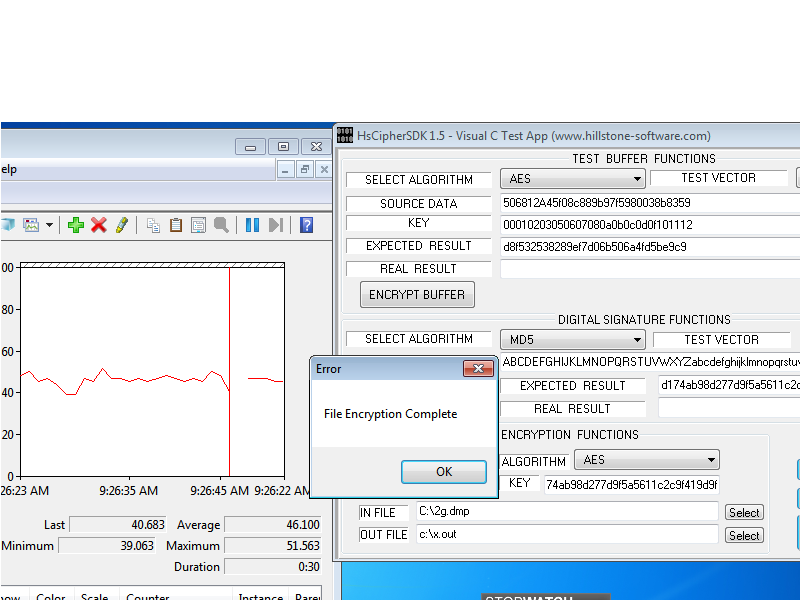 HsCipherSDK 1.5 - Visual C Test App (www.hillstone-software.com)
elp
00
80
60
40
20
0
26:23 AM 9:26:35 AM 9:26:45 AM 9:26:22 AM
Last 40.683 Average 46.100
Minimum 39.063 Maximum 51.563
Duration 0:30
how Color Scale Counter Instance Paren
TEST BUFFER FUNCTIONS
SELECT ALGORITHM AES TEST VECTOR
SOURCE DATA 506812A45f08c889b97f5980038b8359
KEY 00010203050607080a0b0c0d0f101112
EXPECTED RESULT d8f532538289ef7d06b506a4fd5be9c9
REAL RESULT
ENCRYPT BUFFER
DIGITAL SIGNATURE FUNCTIONS
SELECT ALGORITHM MD5 TEST VECTOR
ABCDEFGHIJKLMNOPQRSTUVWXYZabcdefghijklmnopqrstu
EXPECTED RESULT d174ab98d277d9f5a5611c2c
REAL RESULT
Error
File Encryption Complete
OK
ENCRYPTION FUNCTIONS
ALGORITHM AES
KEY 74ab98d277d9f5a5611c2c9f419d9f
IN FILE C:\2g.dmp Select
OUT FILE c:\x.out Select
STOPWATCH